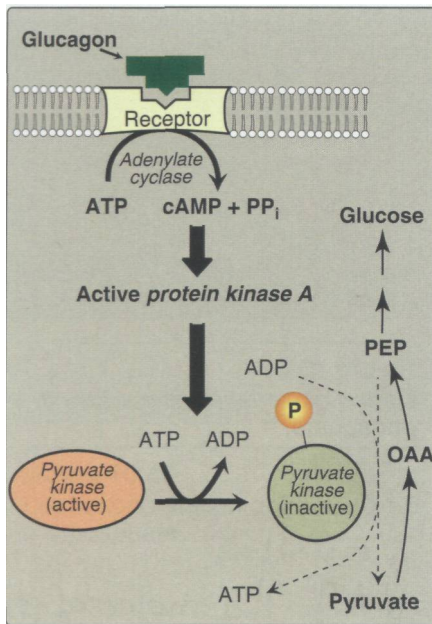 Glucagon
Receptor
Adenylate
cyclase
ATP
cAMP + PPi
Glucose
Active protein kinase A
PEP
ADP
P
ATP
ADP
OAA
Pyruvate
kinase
(active)
Pyruvate
kinase
(inactive)
ATP
Pyruvate